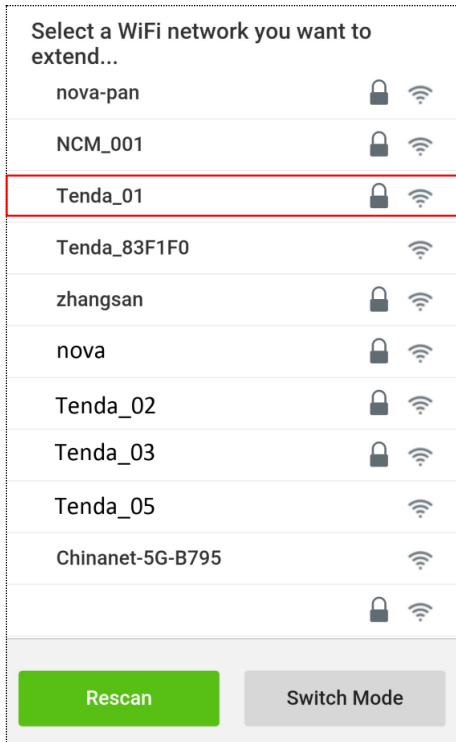 Select a WiFi network you want to
extend...
nova-pan
NCM_001
Tenda_01
Tenda_83F1F0
zhangsan
nova
Tenda_02
Tenda_03
Tenda_05
Chinanet-5G-B795
Rescan
Switch Mode